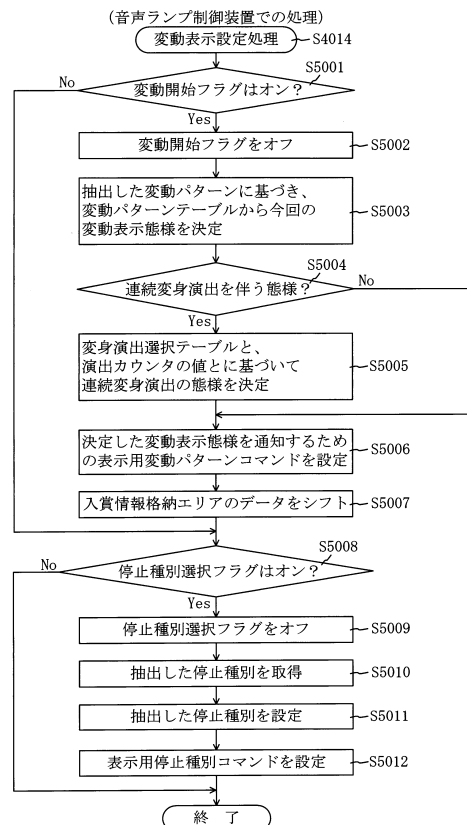 (音声ランプ制御装置での処理)
変動表示設定処理 S4014
S5001
変動開始フラグはオン？
No
Yes
変動開始フラグをオフ S5002
抽出した変動パターンに基づき、
変動パターンテーブルから今回の
変動表示態様を決定
S5003
S5004
連続変身演出を伴う態様？
No
Yes
変身演出選択テーブルと、
演出カウンタの値とに基づいて
連続変身演出の態様を決定
S5005
決定した変動表示態様を通知するため
の表示用変動パターンコマンドを設定
S5006
入賞情報格納エリアのデータをシフト S5007
S5008
停止種別選択フラグはオン？
No
Yes
停止種別選択フラグをオフ S5009
抽出した停止種別を取得 S5010
抽出した停止種別を設定 S5011
表示用停止種別コマンドを設定 S5012
終 了